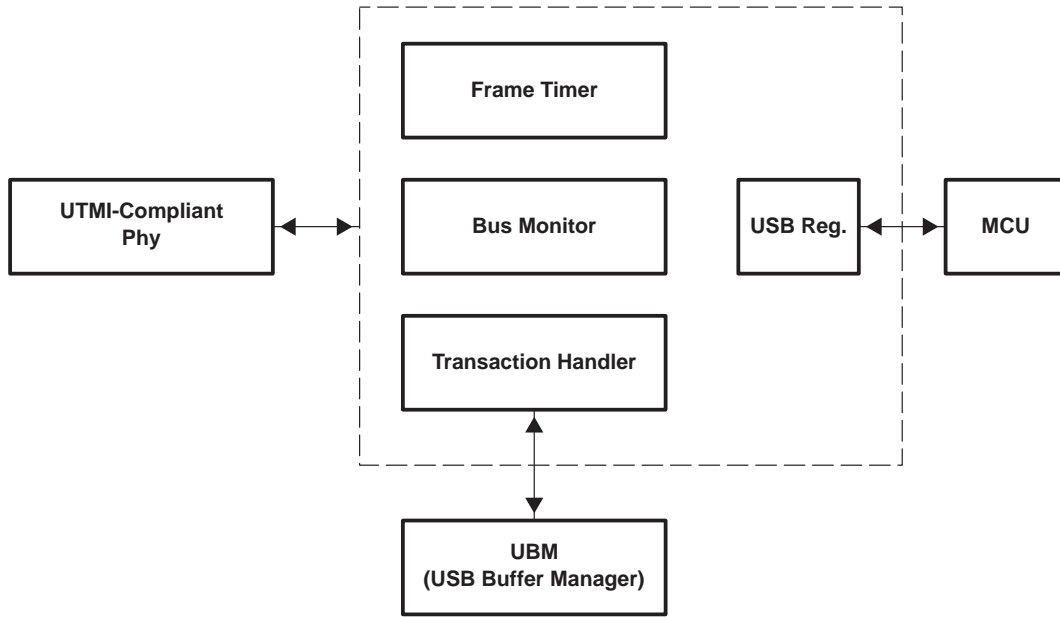 Frame Timer
UTMI-Compliant
Phy
Bus Monitor
USB Reg.
MCU
Transaction Handler
UBM
(USB Buffer Manager)